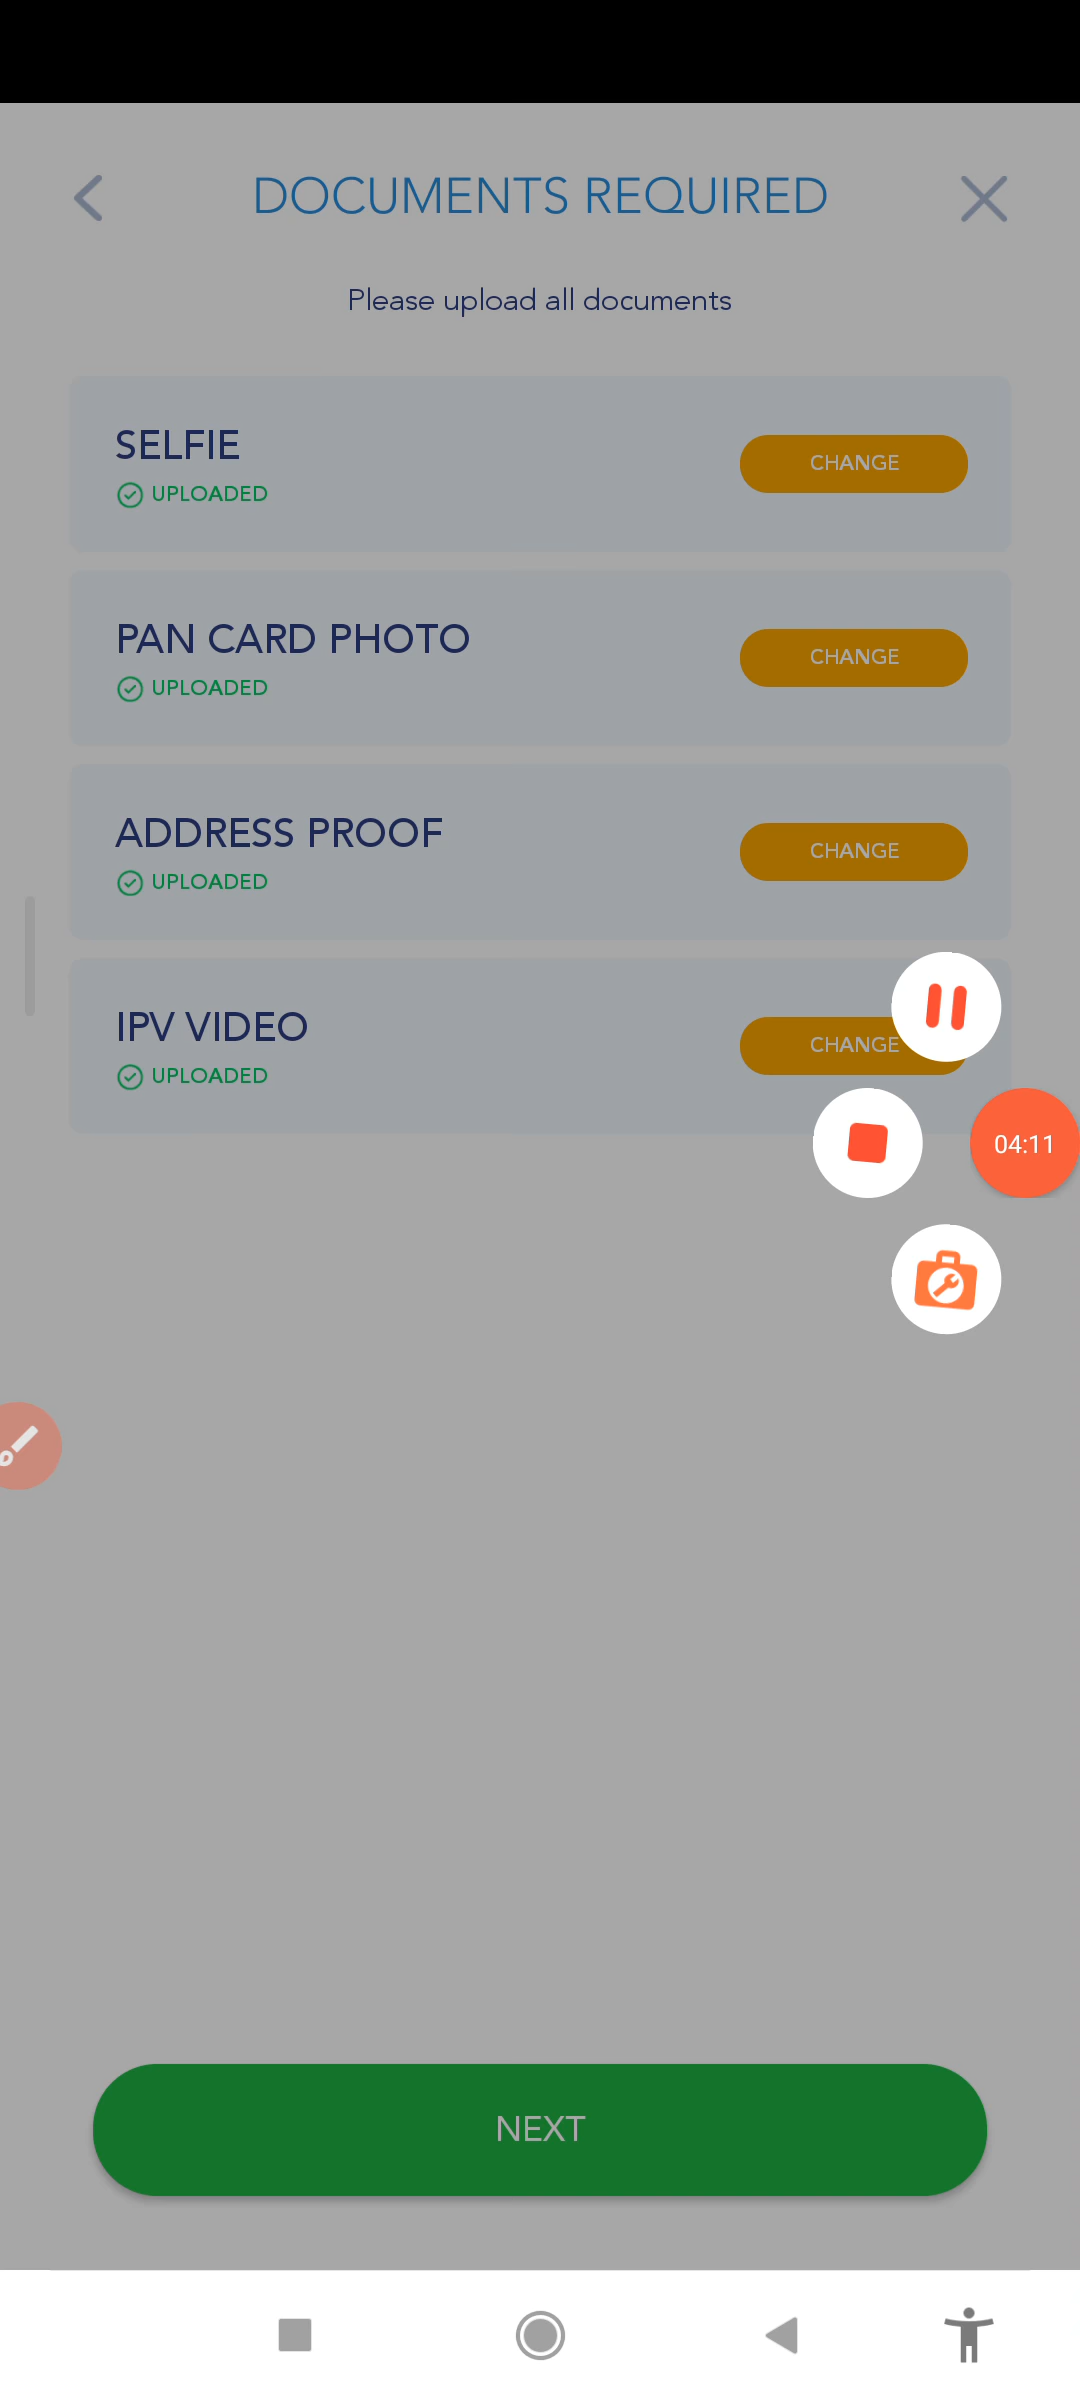 DOCUMENTS REQUIRED
Please upload all documents
SELFIE
UPLOADED
CHANGE
PAN CARD PHOTO
UPLOADED
CHANGE
ADDRESS PROOF
UPLOADED
CHANGE
IPV VIDEO
UPLOADED
CHANGE
04:11
NEXT